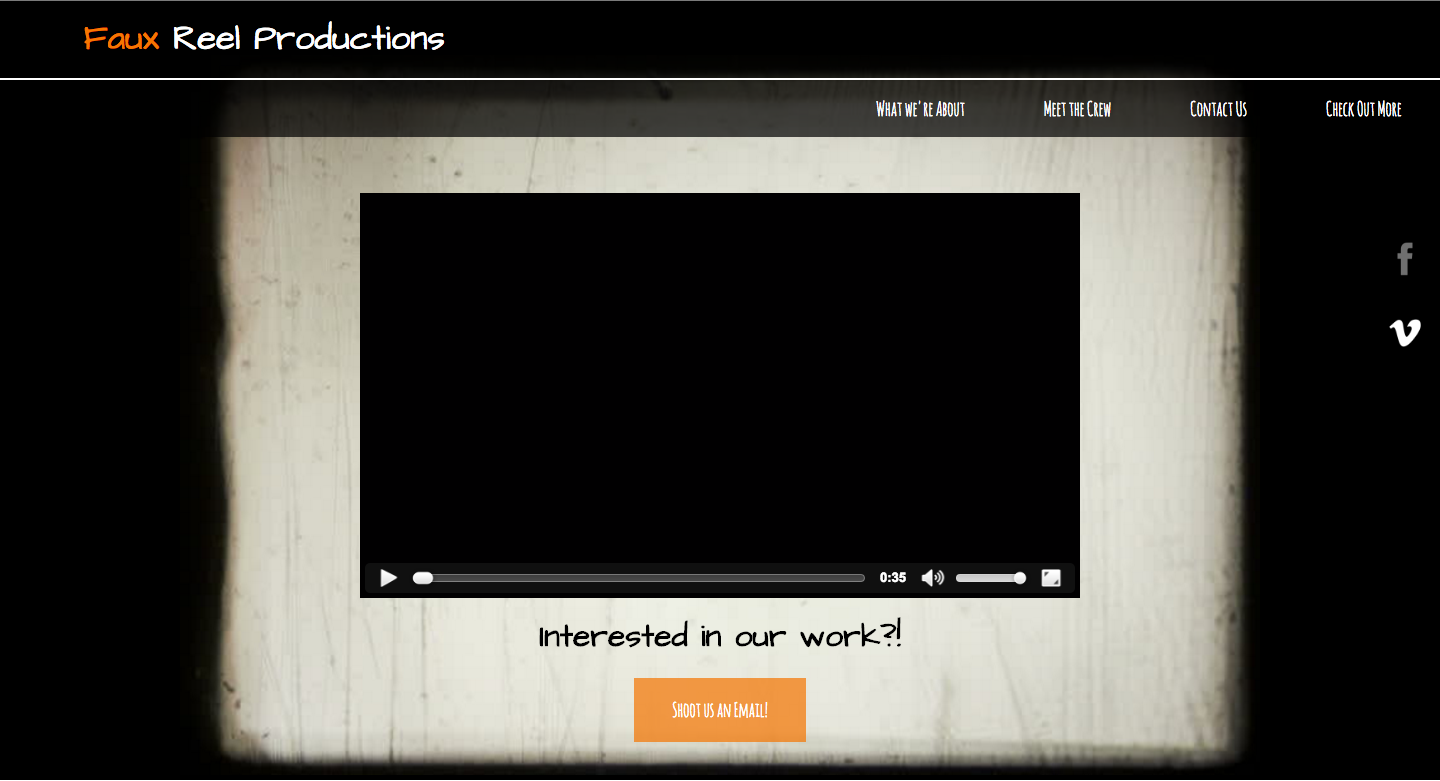 Faux Reel Productions
What we're About Meet the Crew Contact Us Check Out More
0:35
Interested in our work?!
Shoot us an Email!